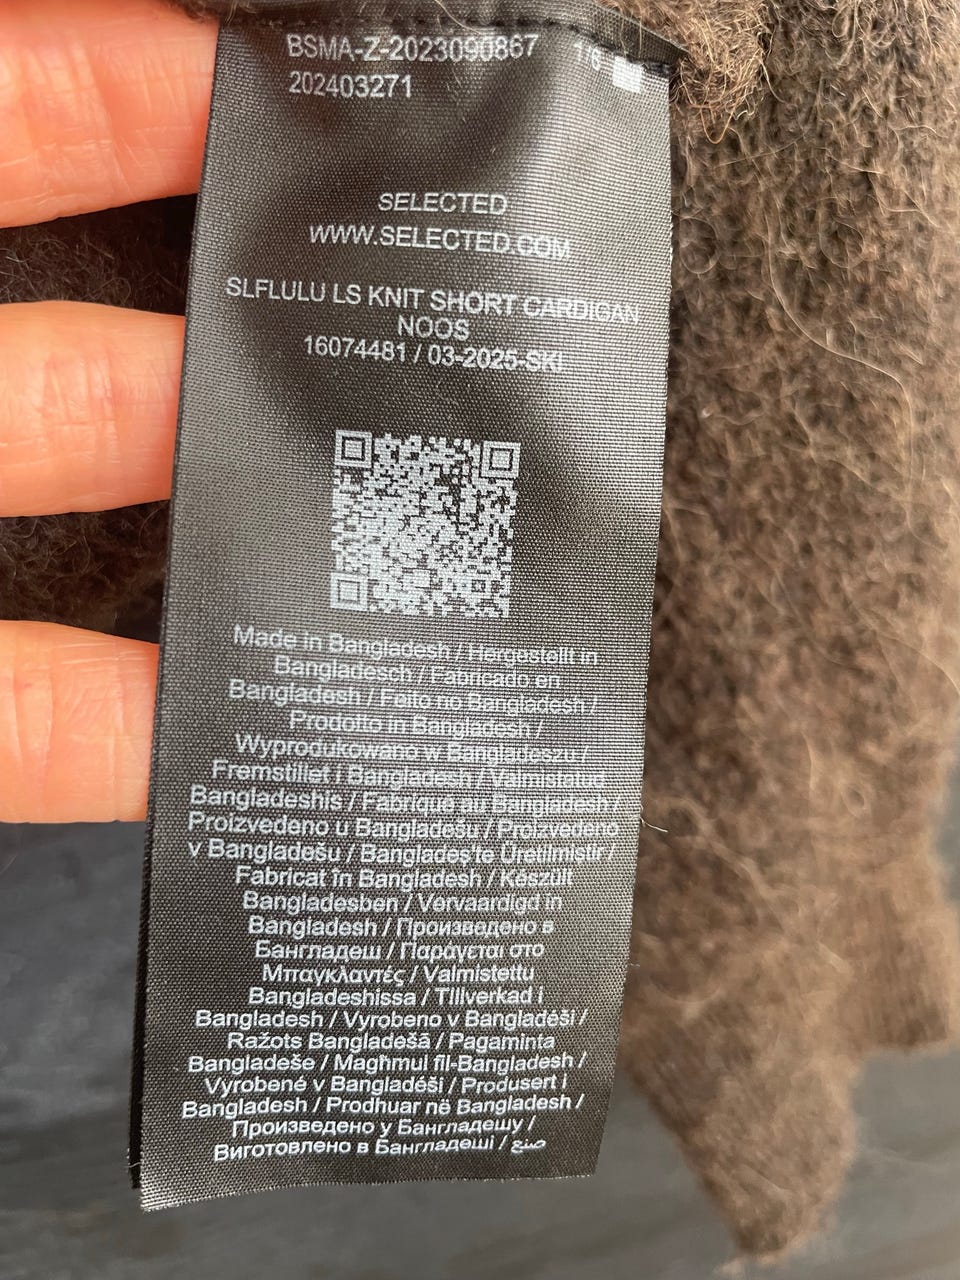 BSMA-Z-2023090867 1/6
202403271
SELECTED
WWW.SELECTED.COM
SLFLULU LS KNIT SHORT CARDIGAN
NOOS
16074481 / 03-2025-SKI
Made in Bangladesh / Hergestellt in
Bangladesch / Fabricado en
Bangladesh / Feito no Bangladesh /
Prodotto in Bangladesh /
Wyprodukowano w Bangladeszu /
Fremstillet i Bangladesh / Valmistatud
Bangladeshis / Fabriqué au Bangladesh /
Proizvedeno u Bangladešu / Proizvedeno
v Bangladešu / Bangladeş'te Üretilmiştir /
Fabricat în Bangladesh / Készült
Bangladesben / Vervaardigd in
Bangladesh / Произведено в
Бангладеш / Παράγεται στο
Μπαγκλαντές / Valmistettu
Bangladeshissa / Tillverkad i
Bangladesh / Vyrobeno v Bangladéši /
Ražots Bangladešā / Pagaminta
Bangladeše / Magħmul fil-Bangladesh /
Vyrobené v Bangladéši / Produsert i
Bangladesh / Prodhuar në Bangladesh /
Произведено у Бангладешу /
Виготовлено в Бангладеші / صنع